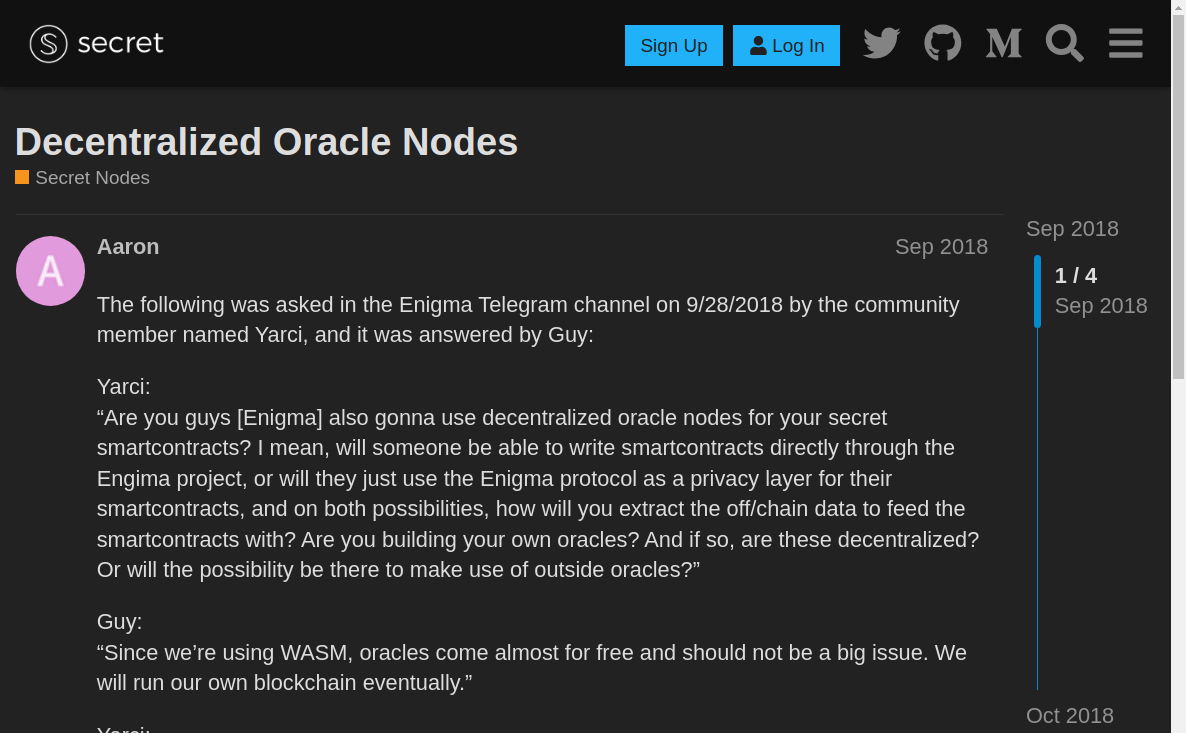 secret
Sign Up
Log In
Decentralized Oracle Nodes
Secret Nodes
A
Aaron
Sep 2018
The following was asked in the Enigma Telegram channel on 9/28/2018 by the community
member named Yarci, and it was answered by Guy:
Yarci:
“Are you guys [Enigma] also gonna use decentralized oracle nodes for your secret
smartcontracts? I mean, will someone be able to write smartcontracts directly through the
Engima project, or will they just use the Enigma protocol as a privacy layer for their
smartcontracts, and on both possibilities, how will you extract the off/chain data to feed the
smartcontracts with? Are you building your own oracles? And if so, are these decentralized?
Or will the possibility be there to make use of outside oracles?”
Guy:
“Since we’re using WASM, oracles come almost for free and should not be a big issue. We
will run our own blockchain eventually.”
Yarci:
Sep 2018
1 / 4
Sep 2018
Oct 2018